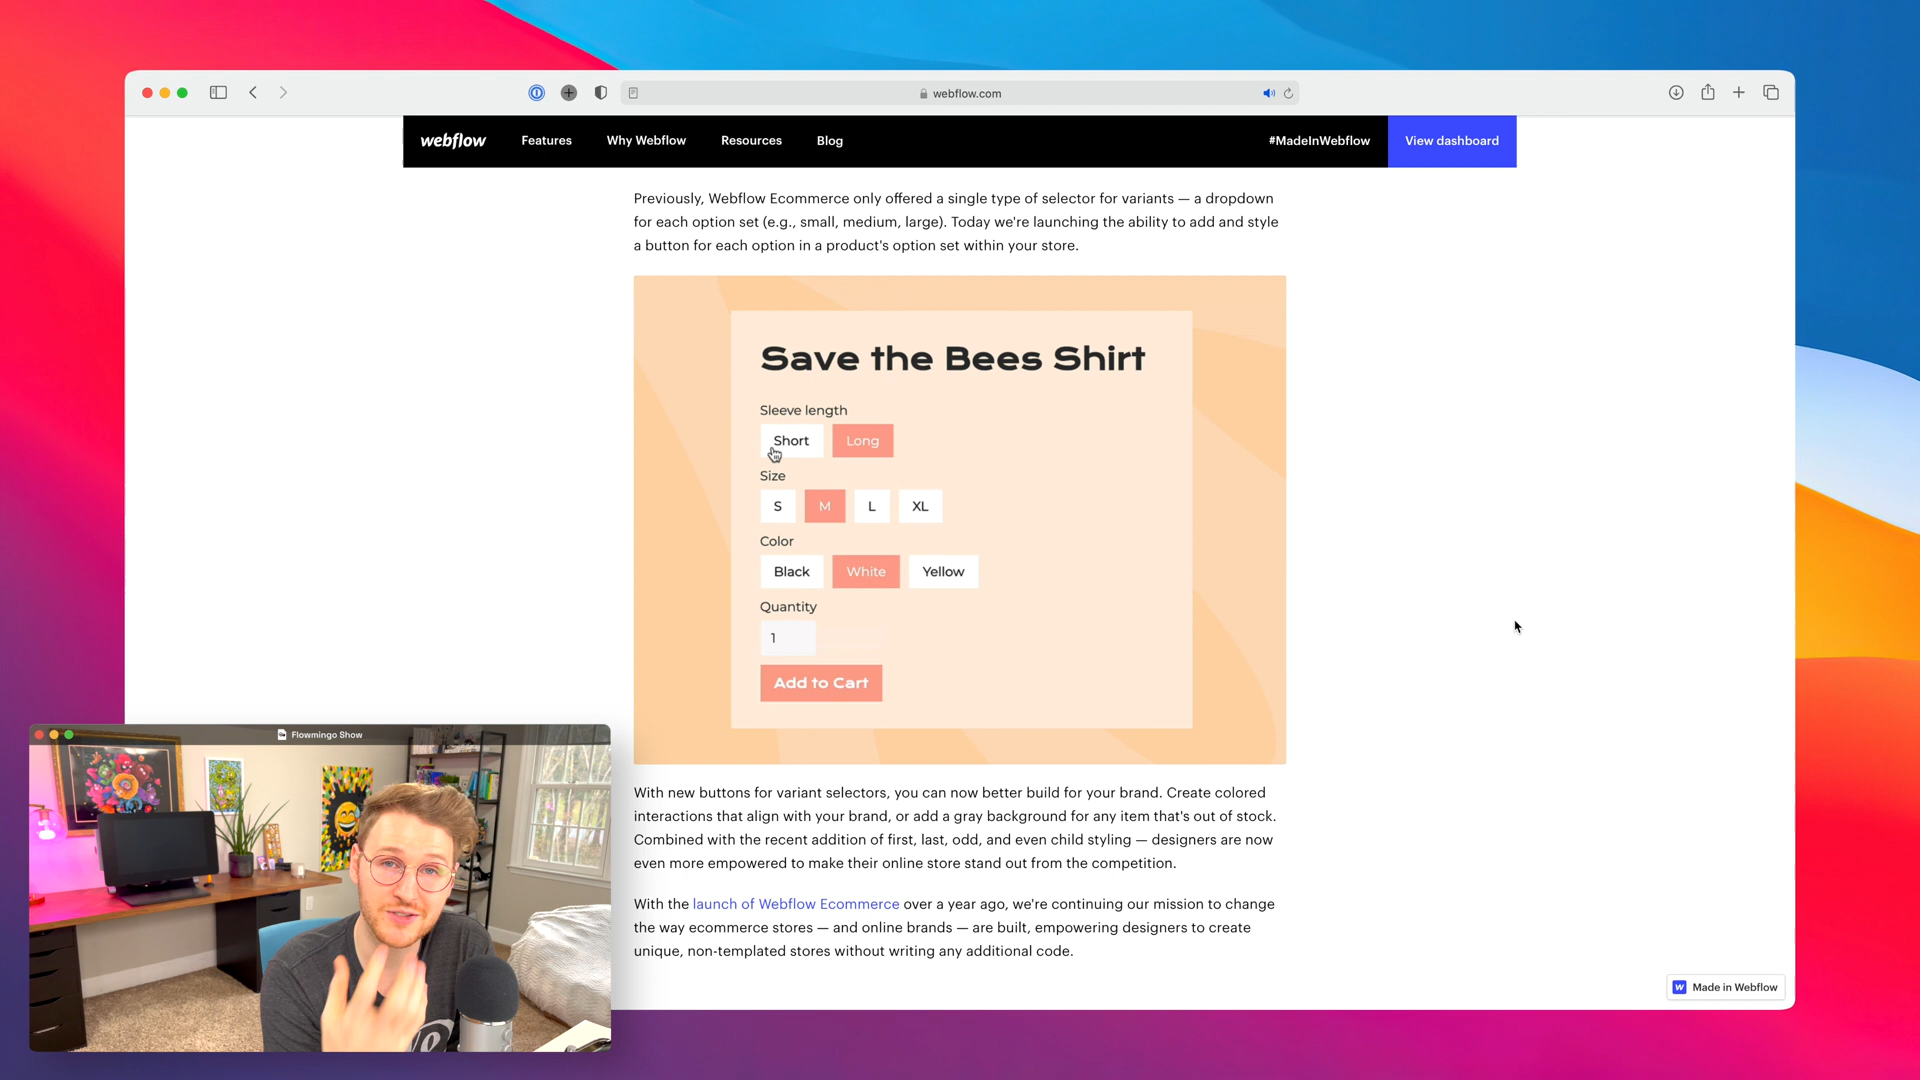 webflow.com
webflow Features Why Webflow Resources Blog #MadeInWebflow View dashboard
Previously, Webflow Ecommerce only offered a single type of selector for variants — a dropdown
for each option set (e.g., small, medium, large). Today we're launching the ability to add and style
a button for each option in a product's option set within your store.
Save the Bees Shirt
Sleeve length
Short Long
Size
S M L XL
Color
Black White Yellow
Quantity
1
Add to Cart
Flowmingo Show
With new buttons for variant selectors, you can now better build for your brand. Create colored
interactions that align with your brand, or add a gray background for any item that's out of stock.
Combined with the recent addition of first, last, odd, and even child styling — designers are now
even more empowered to make their online store stand out from the competition.
With the launch of Webflow Ecommerce over a year ago, we're continuing our mission to change
the way ecommerce stores — and online brands — are built, empowering designers to create
unique, non-templated stores without writing any additional code.
W Made in Webflow